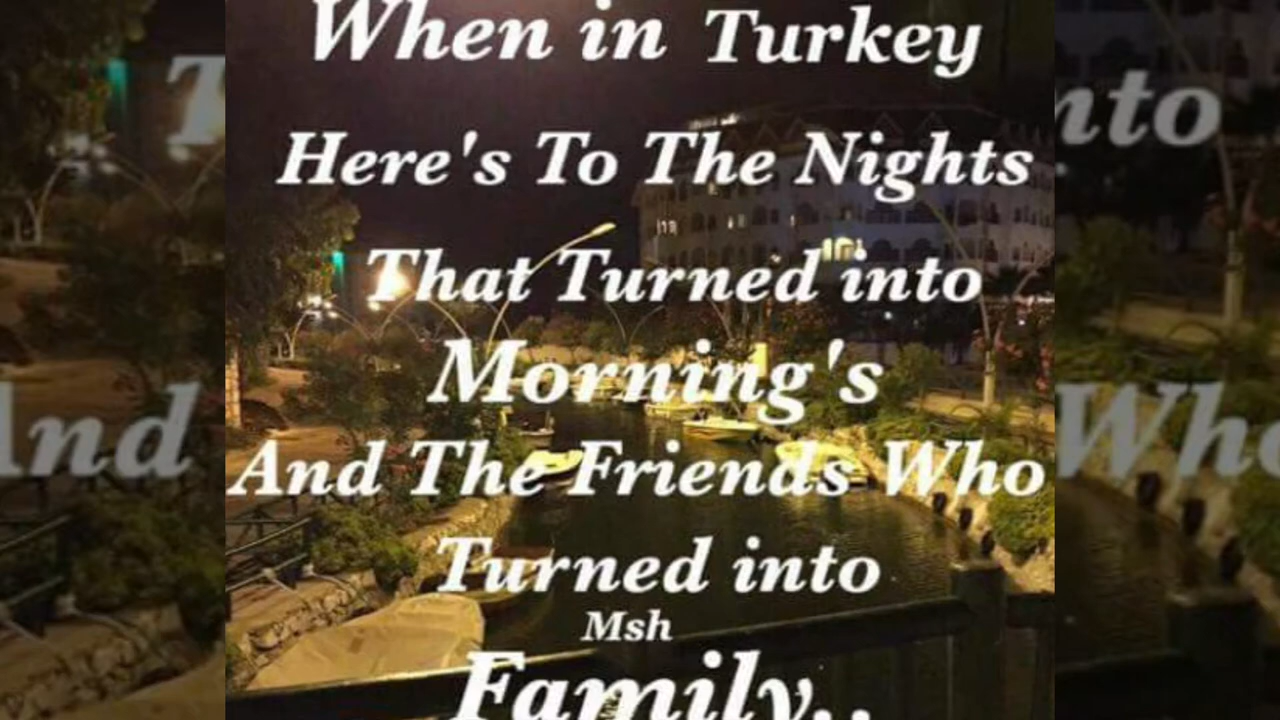 When in Turkey
Here's To The Nights
That Turned into
Morning's
And The Friends Who
Turned into
Msh
Family..